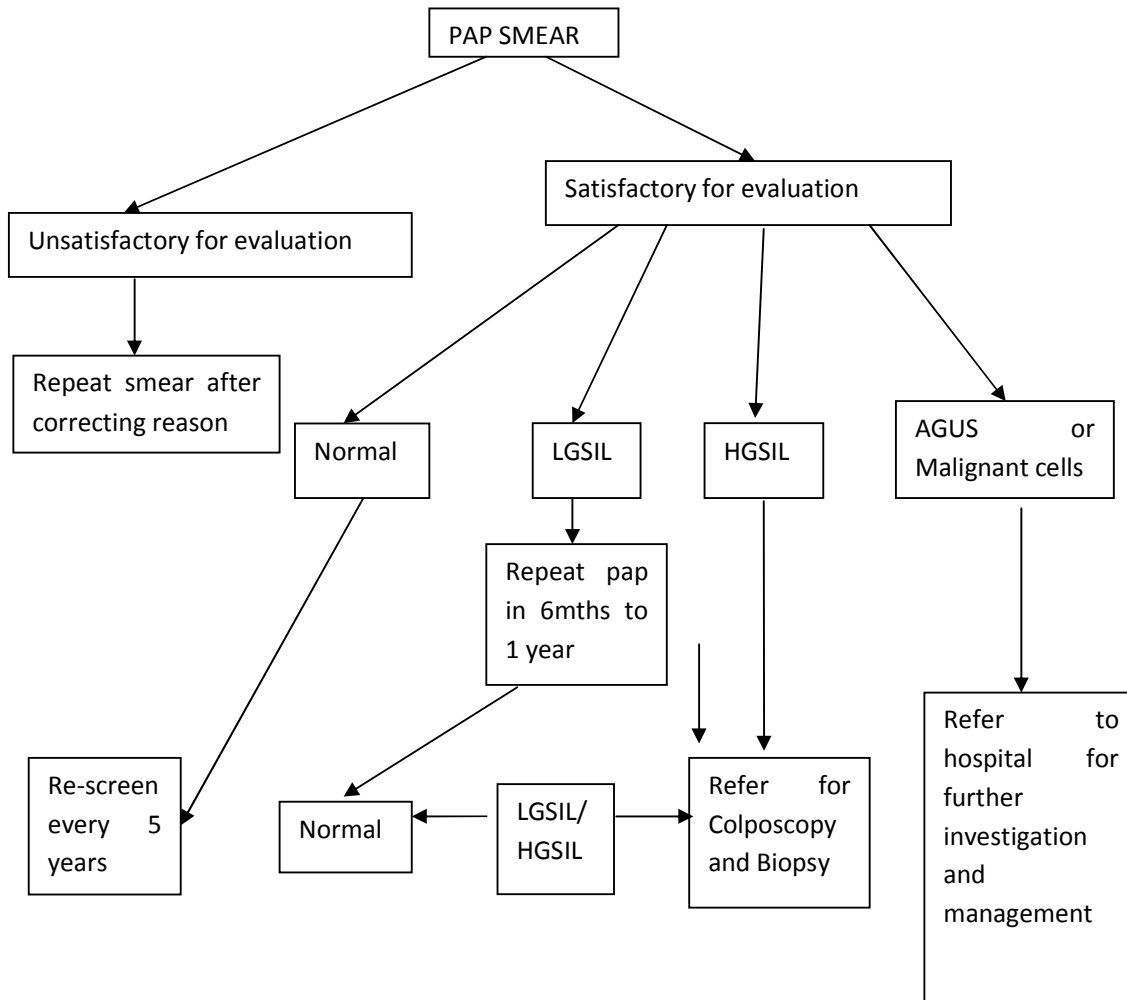 PAP SMEAR
Satisfactory for evaluation
Unsatisfactory for evaluation
Repeat smear after
correcting reason
Normal
LGSIL
HGSIL
AGUS or
Malignant cells
Repeat pap
in 6mths to
1 year
Re-screen
every 5
years
Normal
LGSIL/
HGSIL
Refer for
Colposcopy
and Biopsy
Refer to
hospital for
further
investigation
and
management